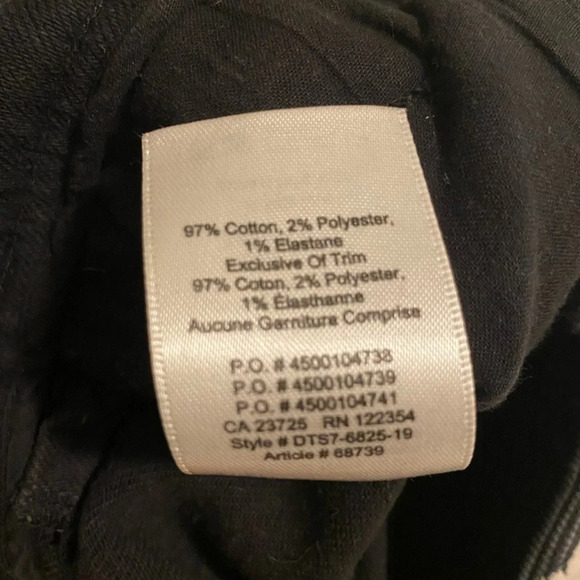 97% Cotton, 2% Polyester,
1% Elastane
Exclusive Of Trim
97% Coton, 2% Polyester,
1% Elasthanne
Aucune Garniture Comprise
P.O. # 4500104738
P.O. # 4500104739
P.O. # 4500104741
CA 23725 RN 122354
Style # DTS7-6825-19
Article # 68739